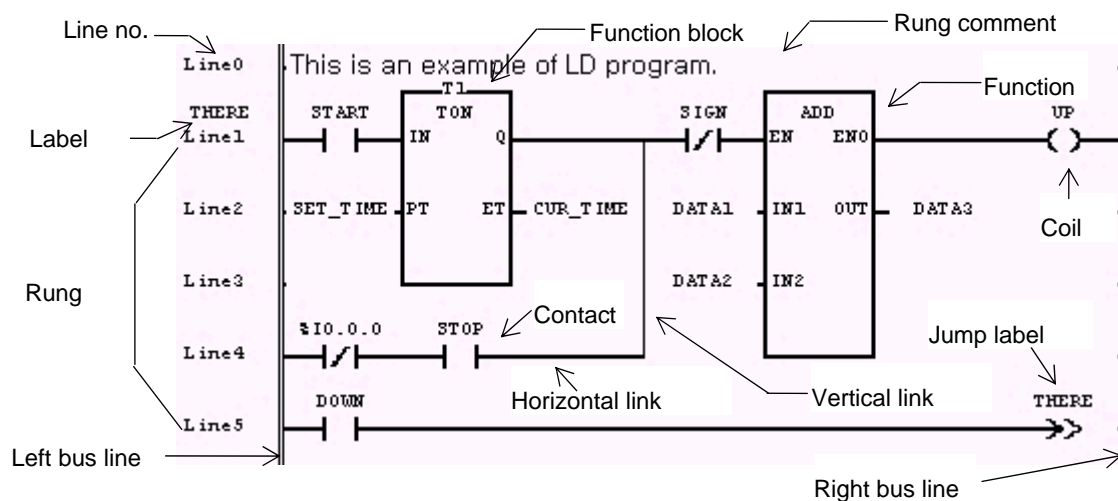 Line no.
Function block
Rung comment
Line0
This is an example of LD program.
Function
T1
THERE
START
TON
SIGN
ADD
UP
Label
Line1
IN
Q
EN
ENO
Line2
SET_TIME
PT
ET
CUR_TIME
DATA1
IN1
OUT
DATA3
Coil
Rung
Line3
DATA2
IN2
Contact
%I0.0.0
STOP
Jump label
Line4
Horizontal link
Vertical link
DOWN
THERE
Line5
Left bus line
Right bus line